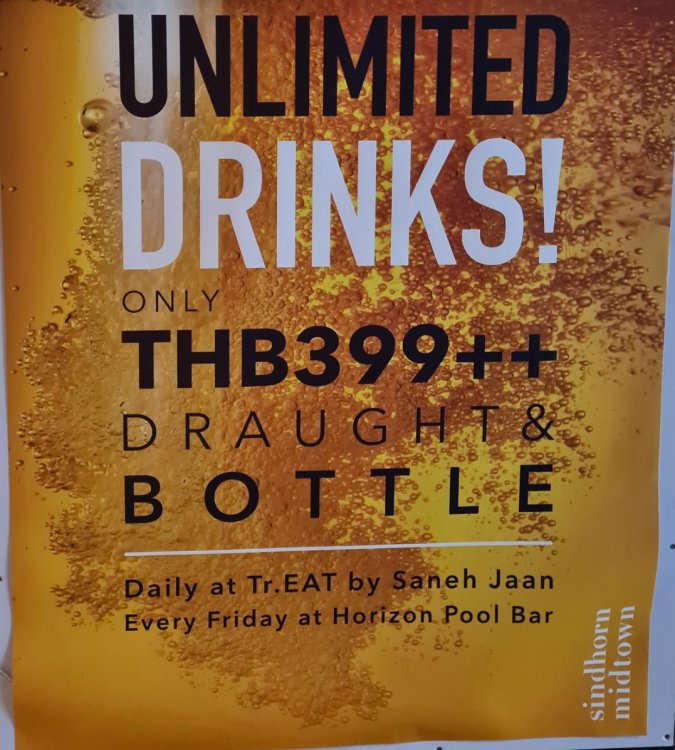 UNLIMITED
DRINKS!
ONLY
THB399++
DRAUGHT &
BOTTLE
Daily at Tr.EAT by Saneh Jaan
Every Friday at Horizon Pool Bar
sindhorn
midtown